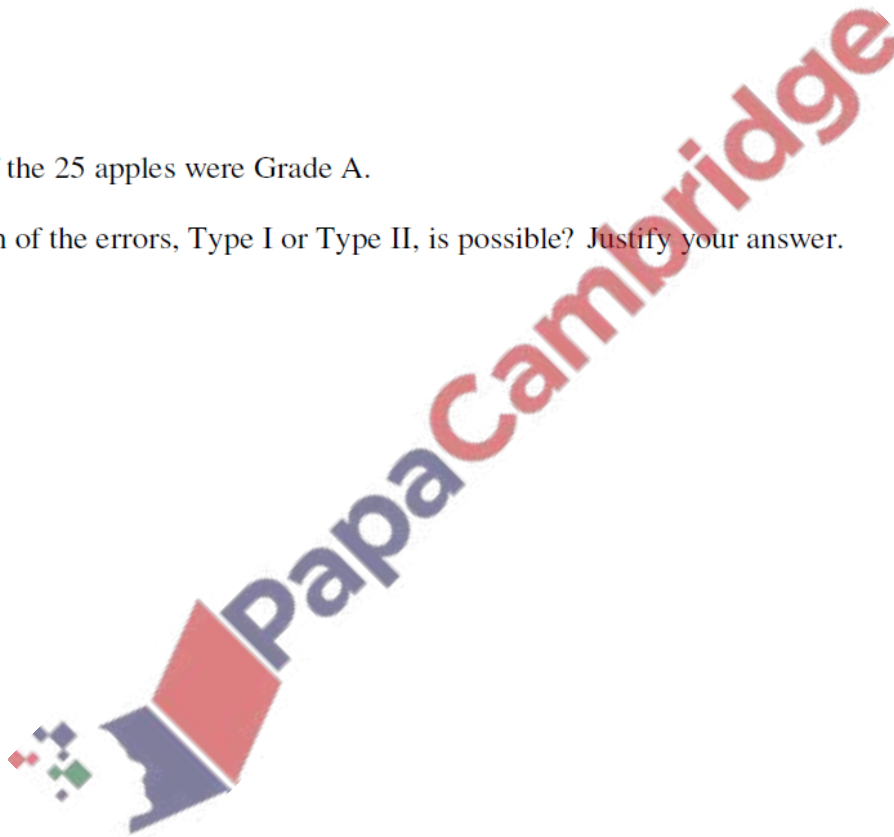 the 25 apples were Grade A.
of the errors, Type I or Type II, is possible? Justify your answer.
PapaCambridge